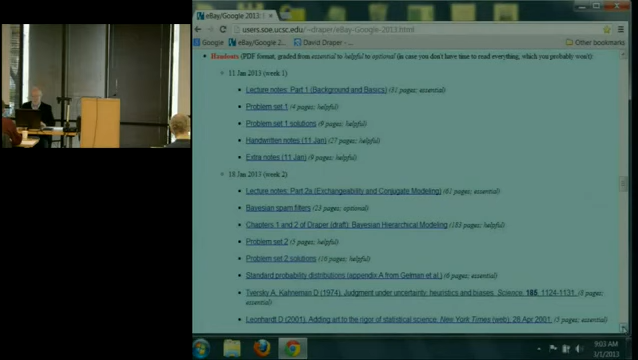 eBay/Google 2013:
users.soe.ucsc.edu/~draper/eBay-Google-2013.html
Google eBay/Google 2... David Draper - ... Other bookmarks
Handouts (PDF format, graded from essential to helpful to optional (in case you don't have time to read everything, which you probably won't):
11 Jan 2013 (week 1)
Lecture notes, Part 1 (Background and Basics) (31 pages; essential)
Problem set 1 (4 pages; helpful)
Problem set 1 solutions (9 pages; helpful)
Handwritten notes (11 Jan) (27 pages; helpful)
Extra notes (11 Jan) (9 pages; helpful)
18 Jan 2013 (week 2)
Lecture notes, Part 2a (Exchangeability and Conjugate Modeling) (61 pages; essential)
Bayesian spam filters (23 pages; optional)
Chapters 1 and 2 of Draper (draft), Bayesian Hierarchical Modeling (183 pages; helpful)
Problem set 2 (5 pages; helpful)
Problem set 2 solutions (16 pages; helpful)
Standard probability distributions (appendix A from Gelman et al.) (6 pages; essential)
Tversky A, Kahneman D (1974). Judgment under uncertainty: heuristics and biases. Science, 185, 1124-1131. (8 pages;
essential)
Leonhardt D (2001). Adding art to the rigor of statistical science. New York Times (web), 28 Apr 2001. (5 pages; essential)
9:03 AM
3/1/2013